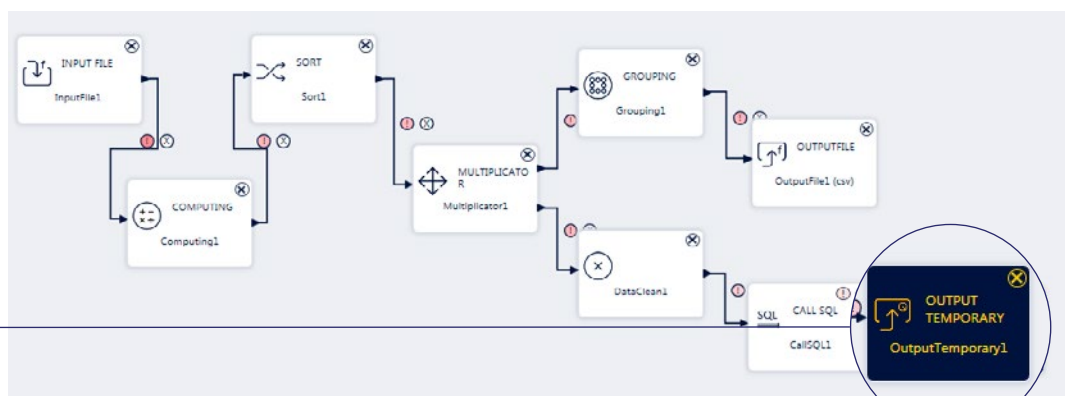 INPUT FILE
InputFile1
COMPUTING
Computing1
SORT
Sort1
MULTIPLICATO
R
Multiplicator1
GROUPING
Grouping1
OUTPUTFILE
OutputFile1 (csv)
DataClean1
SQL
CALL SQL
CallSQL1
OUTPUT
TEMPORARY
OutputTemporary1